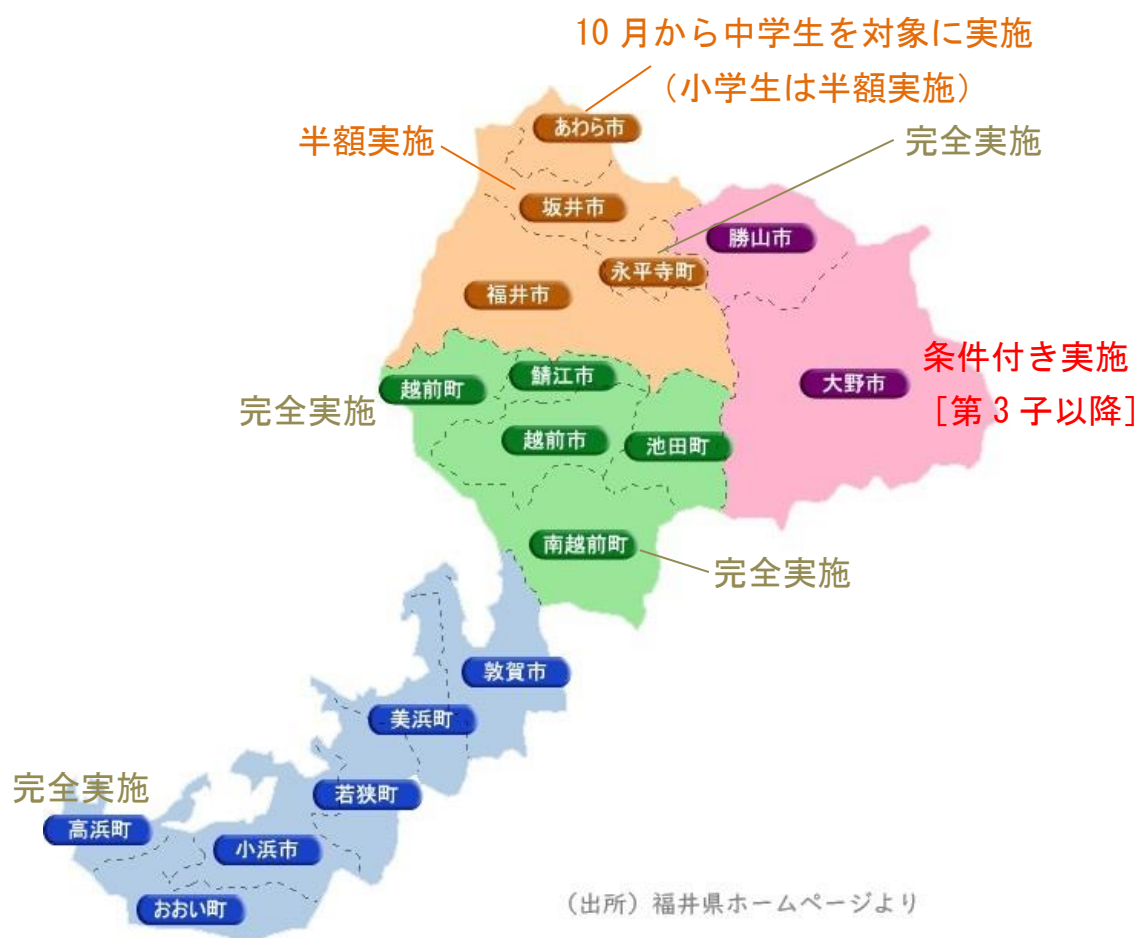 10 月から中学生を対象に実施
（小学生は半額実施）
あわら市
半額実施
完全実施
坂井市
勝山市
永平寺町
福井市
条件付き実施
［第 3 子以降］
大野市
越前町
鯖江市
完全実施
越前市
池田町
南越前町
完全実施
敦賀市
美浜町
完全実施
若狭町
高浜町
小浜市
おおい町
（出所）福井県ホームページより